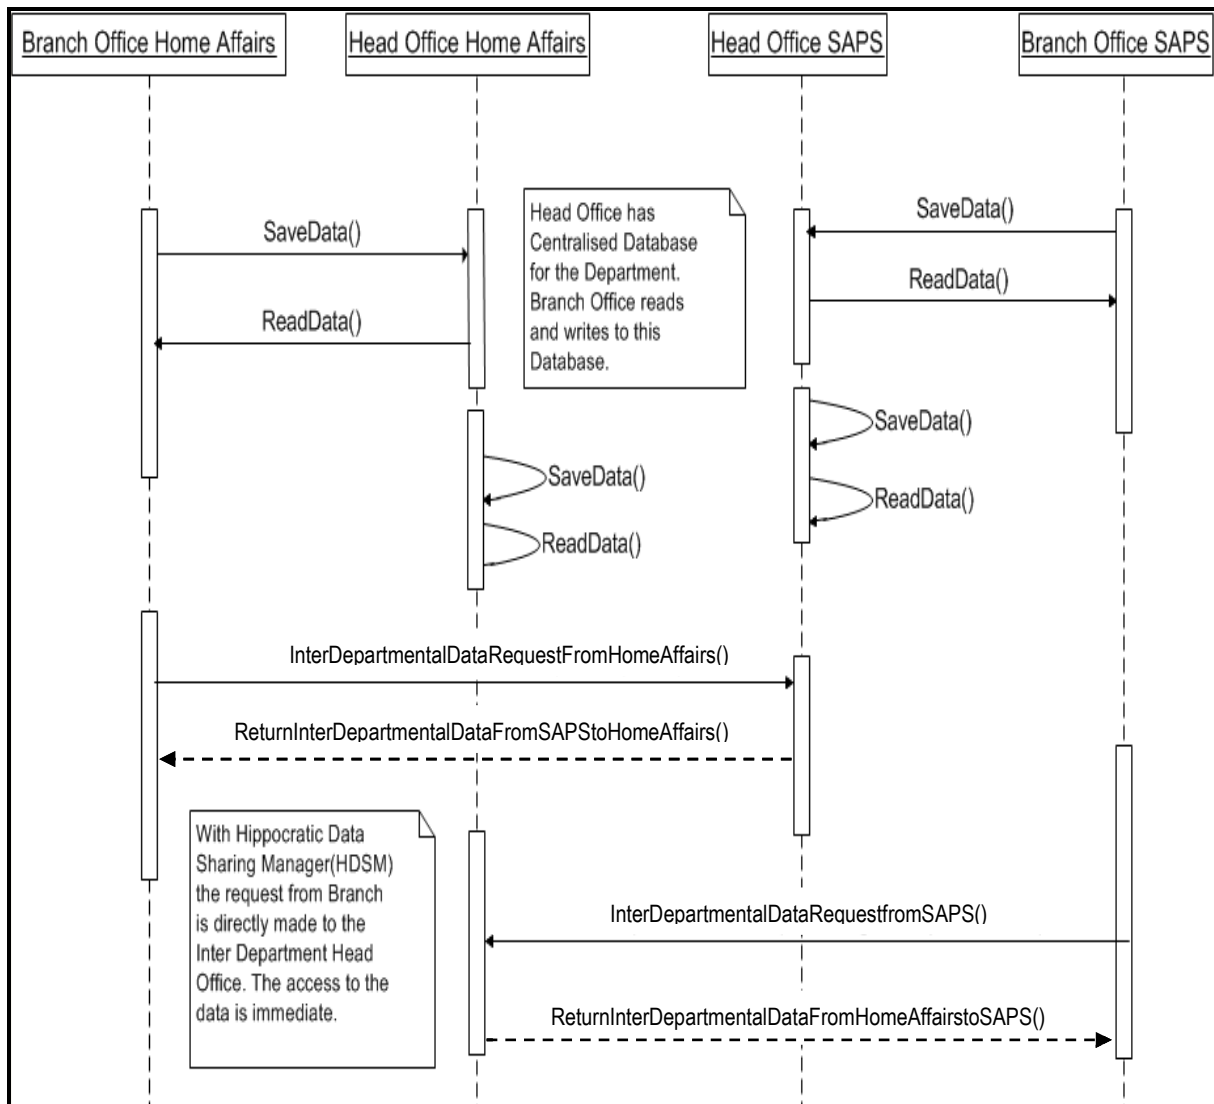 Branch Office Home Affairs
Head Office Home Affairs
Head Office SAPS
Branch Office SAPS
SaveData()
ReadData()
Head Office has
Centralised Database
for the Department.
Branch Office reads
and writes to this
Database.
SaveData()
ReadData()
SaveData()
ReadData()
SaveData()
ReadData()
InterDepartmentalDataRequestFromHomeAffairs()
ReturnInterDepartmentalDataFromSAPStoHomeAffairs()
With Hippocratic Data
Sharing Manager(HDSM)
the request from Branch
is directly made to the
Inter Department Head
Office. The access to the
data is immediate.
InterDepartmentalDataRequestfromSAPS()
ReturnInterDepartmentalDataFromHomeAffairstoSAPS()